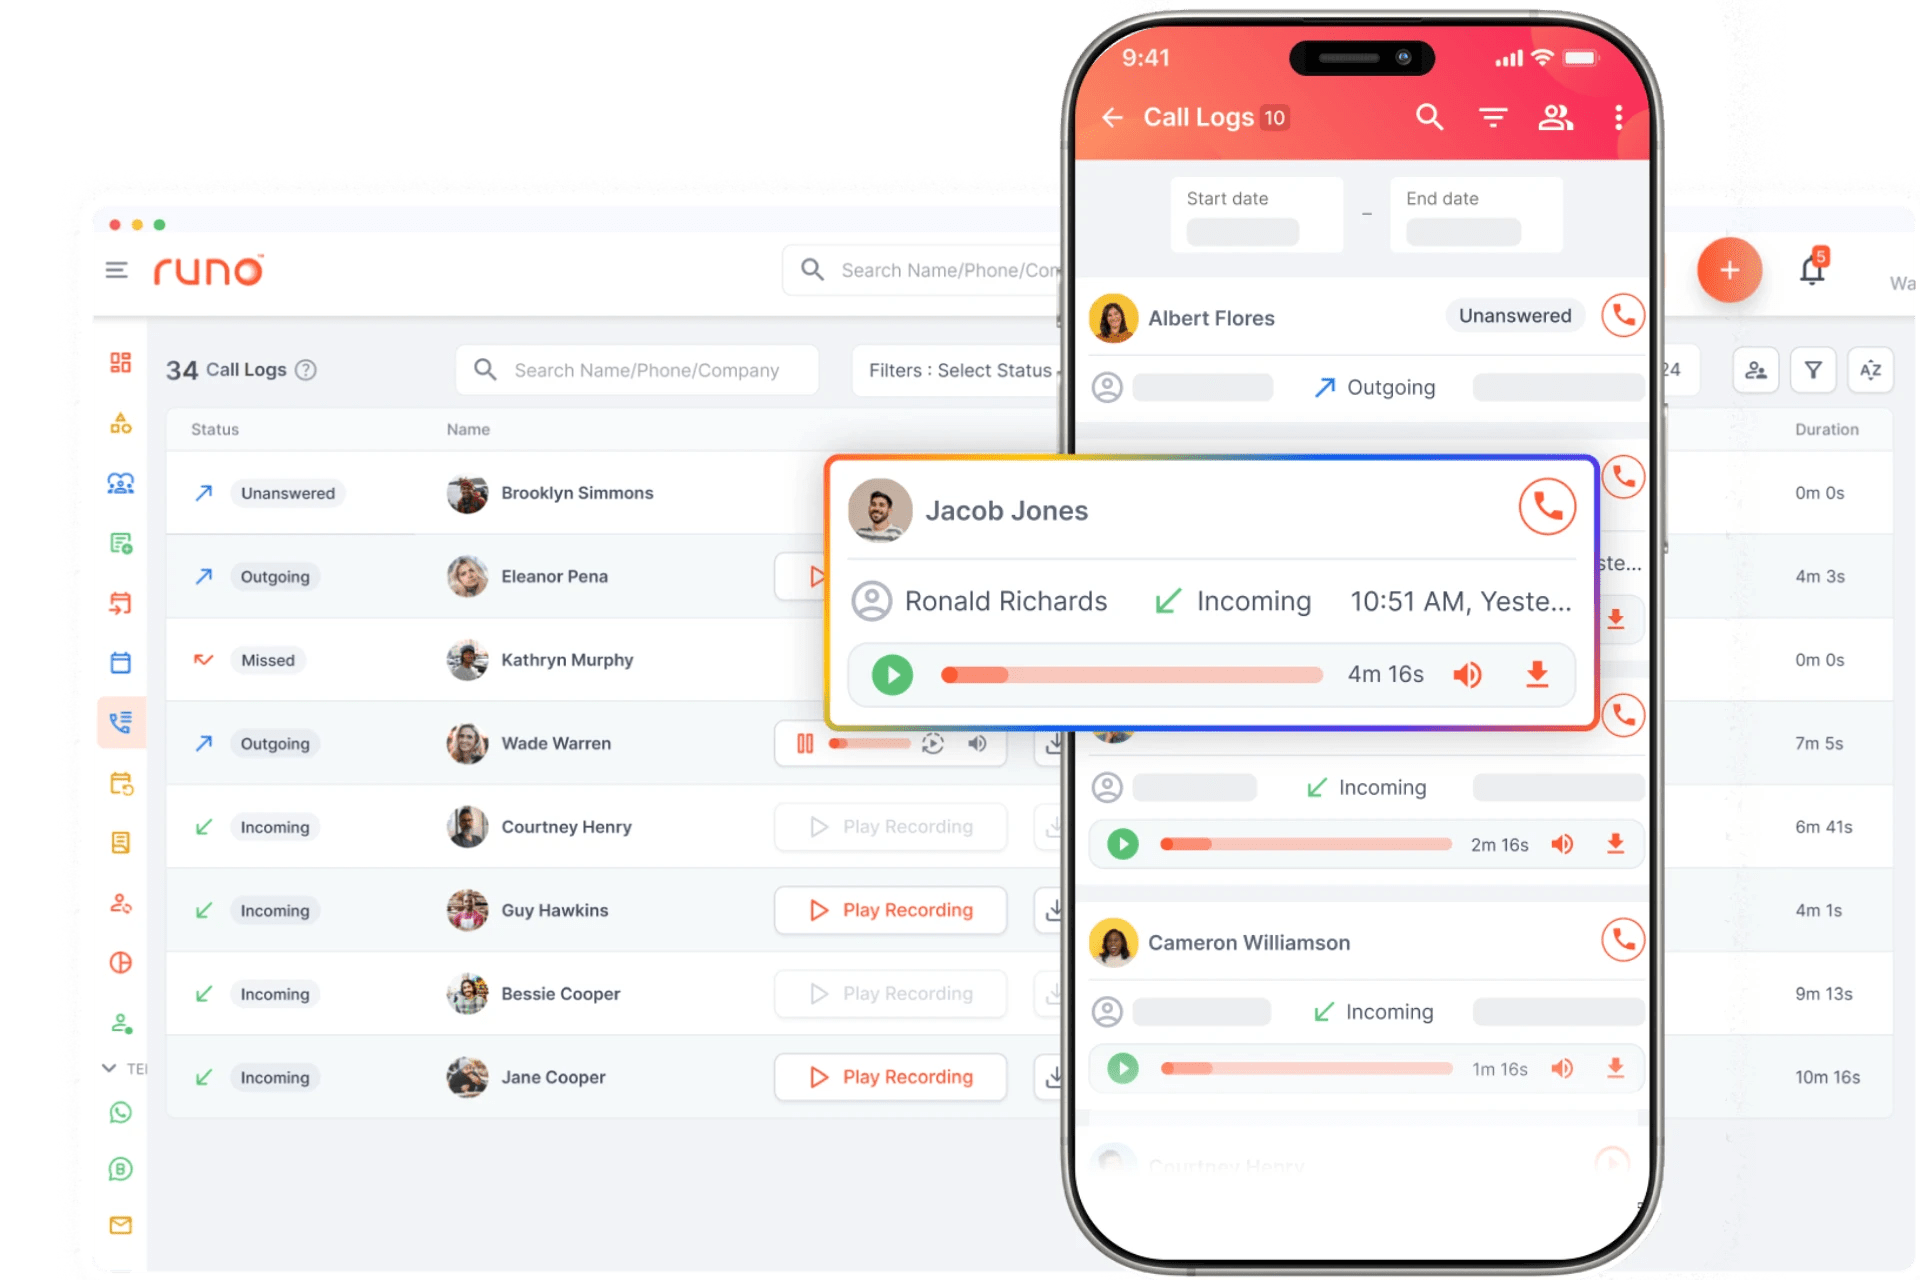 9:41
Call Logs 10
Start date
–
End date
runo™
Search Name/Phone/Con
5
Wa
34 Call Logs ?
Search Name/Phone/Company
Filters : Select Status
24
AZ
Status Name Duration
Unanswered Brooklyn Simmons 0m 0s
Outgoing Eleanor Pena 4m 3s
Missed Kathryn Murphy 0m 0s
Outgoing Wade Warren 7m 5s
Incoming Courtney Henry Play Recording 6m 41s
Incoming Guy Hawkins Play Recording 4m 1s
Incoming Bessie Cooper Play Recording 9m 13s
Incoming Jane Cooper Play Recording 10m 16s
TE
B
Albert Flores Unanswered
Outgoing
Jacob Jones
Ronald Richards Incoming 10:51 AM, Yeste...
4m 16s
ste...
Incoming
2m 16s
Cameron Williamson
Incoming
1m 16s
Courtney Henry